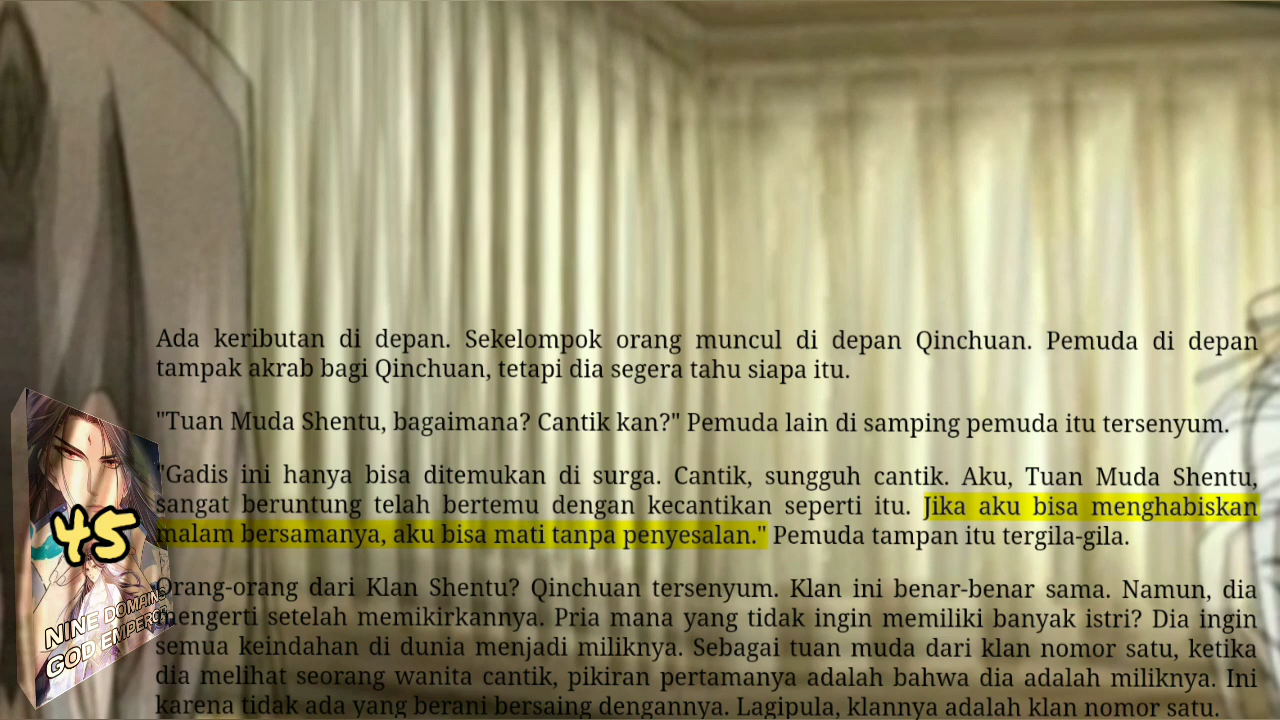 Ada keributan di depan. Sekelompok orang muncul di depan Qinchuan. Pemuda di depan
tampak akrab bagi Qinchuan, tetapi dia segera tahu siapa itu.
"Tuan Muda Shentu, bagaimana? Cantik kan?" Pemuda lain di samping pemuda itu tersenyum.
"Gadis ini hanya bisa ditemukan di surga. Cantik, sungguh cantik. Aku, Tuan Muda Shentu,
sangat beruntung telah bertemu dengan kecantikan seperti itu. Jika aku bisa menghabiskan
malam bersamanya, aku bisa mati tanpa penyesalan." Pemuda tampan itu tergila-gila.
Orang-orang dari Klan Shentu? Qinchuan tersenyum. Klan ini benar-benar sama. Namun, dia
mengerti setelah memikirkannya. Pria mana yang tidak ingin memiliki banyak istri? Dia ingin
semua keindahan di dunia menjadi miliknya. Sebagai tuan muda dari klan nomor satu, ketika
dia melihat seorang wanita cantik, pikiran pertamanya adalah bahwa dia adalah miliknya. Ini
karena tidak ada yang berani bersaing dengannya. Lagipula, klannya adalah klan nomor satu.
45
NINE DOMAINS
GOD EMPEROR